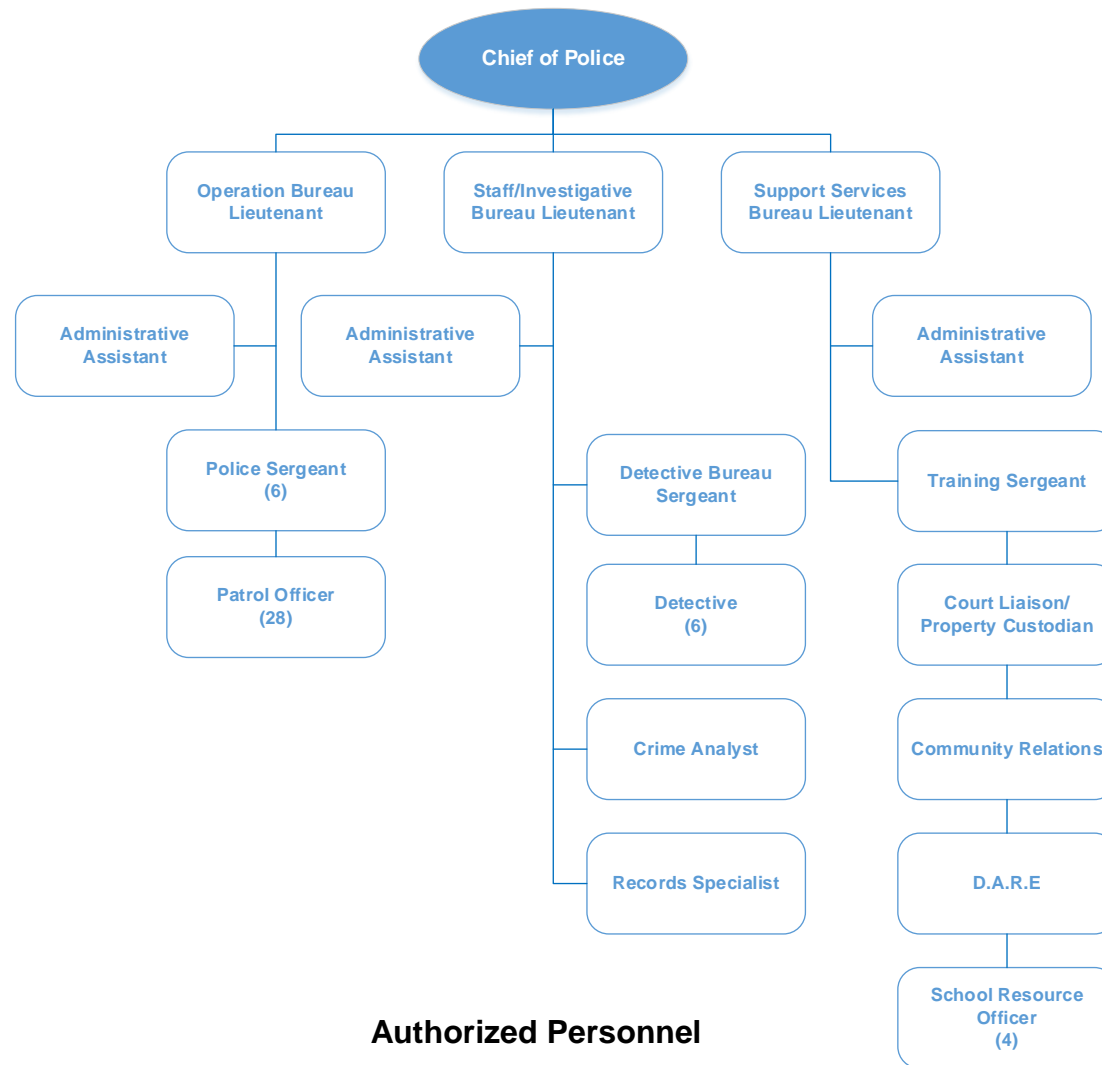 Chief of Police
Operation Bureau
Lieutenant
Staff/Investigative
Bureau Lieutenant
Support Services
Bureau Lieutenant
Administrative
Assistant
Administrative
Assistant
Administrative
Assistant
Police Sergeant
(6)
Detective Bureau
Sergeant
Training Sergeant
Patrol Officer
(28)
Detective
(6)
Court Liaison/
Property Custodian
Crime Analyst
Community Relations
Records Specialist
D.A.R.E
School Resource
Officer
(4)
Authorized Personnel